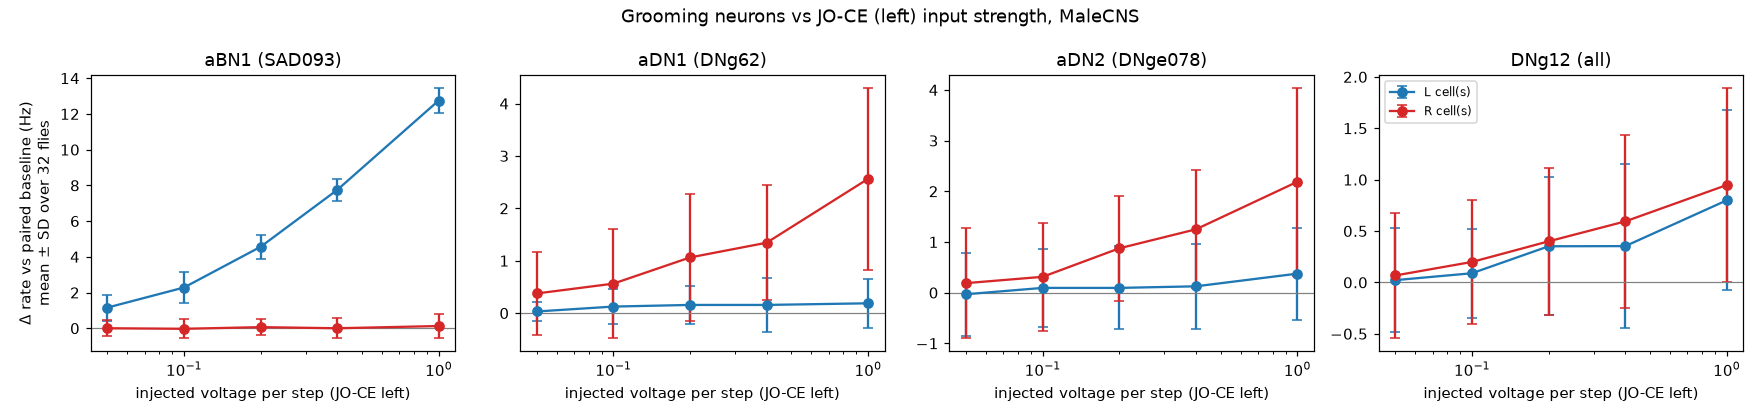 Grooming neurons vs JO-CE (left) input strength, MaleCNS
aBN1 (SAD093)
Δ rate vs paired baseline (Hz)
mean ± SD over 32 flies
14
12
10
8
6
4
2
0
10⁻¹
10⁰
injected voltage per step (JO-CE left)
aDN1 (DNg62)
4
3
2
1
0
10⁻¹
10⁰
injected voltage per step (JO-CE left)
aDN2 (DNge078)
4
3
2
1
0
−1
10⁻¹
10⁰
injected voltage per step (JO-CE left)
DNg12 (all)
L cell(s)
R cell(s)
2.0
1.5
1.0
0.5
0.0
−0.5
10⁻¹
10⁰
injected voltage per step (JO-CE left)